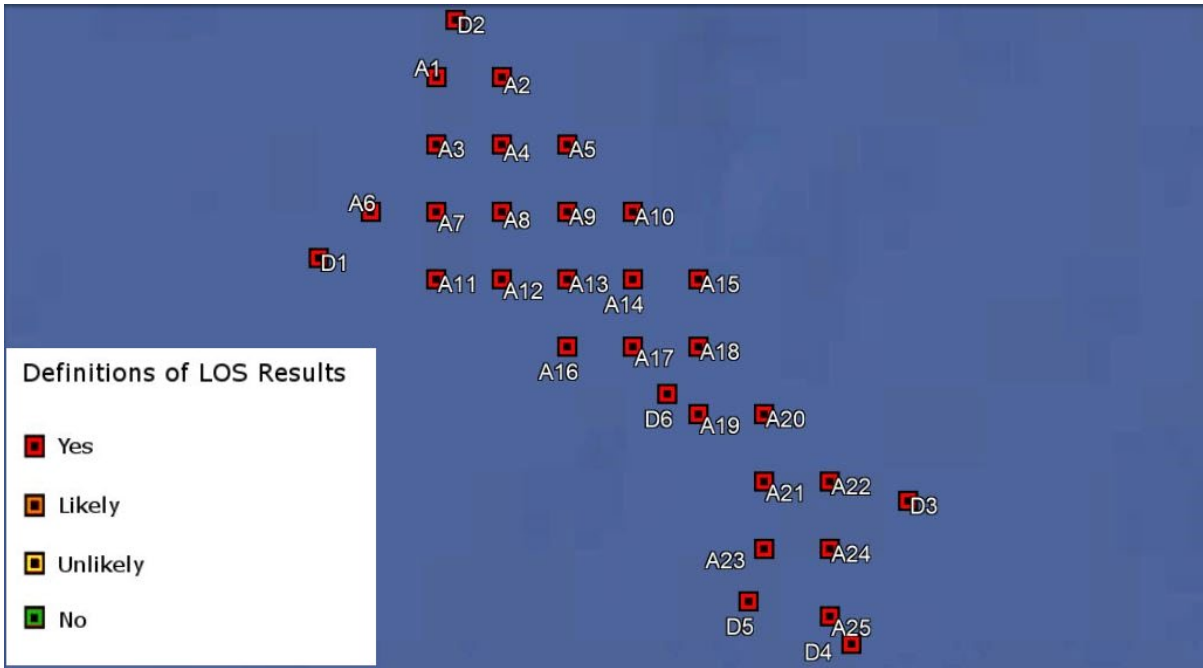 D2
A1 A2
A3 A4 A5
A6 A7 A8 A9 A10
D1
A11 A12 A13 A14 A15
A16 A17 A18
D6 A19 A20
A21 A22 D3
A23 A24
D5 A25
D4
Definitions of LOS Results
Yes
Likely
Unlikely
No